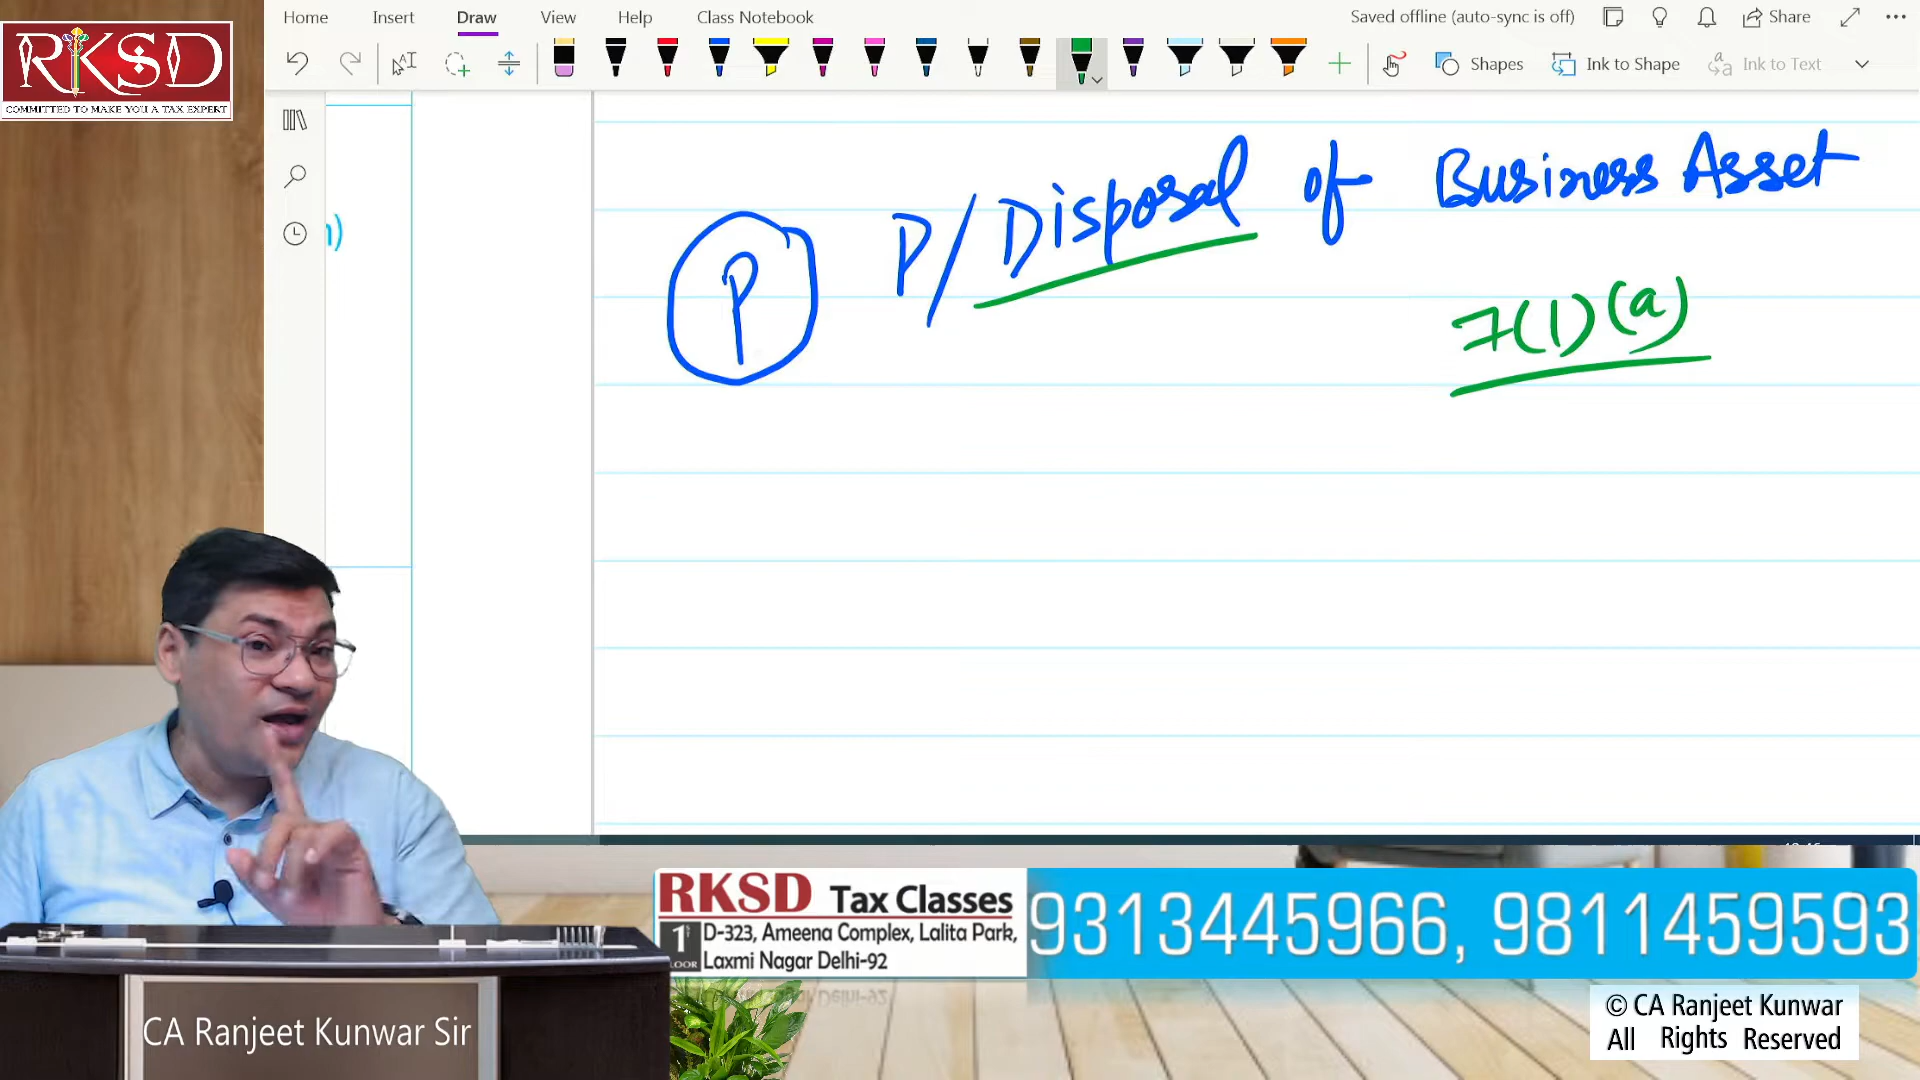 RKSD
COMMITTED TO MAKE YOU A TAX EXPERT
Home Insert Draw View Help Class Notebook
Saved offline (auto-sync is off) Share
Shapes Ink to Shape Ink to Text
P
P/Disposal of Business Asset
7(1)(a)
RKSD Tax Classes
1ST
D-323, Ameena Complex, Lalita Park,
Laxmi Nagar Delhi-92
9313445966, 9811459593
CA Ranjeet Kunwar Sir
© CA Ranjeet Kunwar
All Rights Reserved